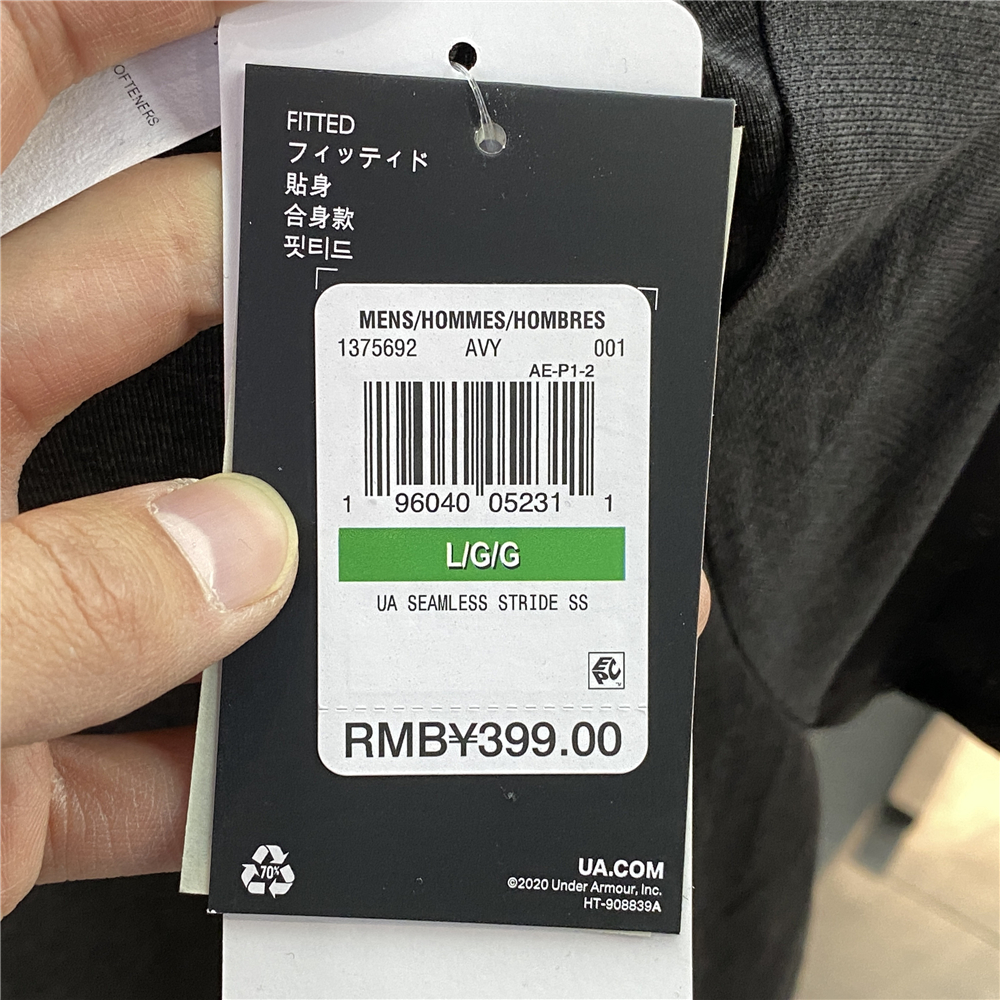 OFTENERS
FITTED
フィッティド
貼身
合身款
핏티드
MENS/HOMMES/HOMBRES
1375692 AVY 001
AE-P1-2
1 96040 05231 1
L/G/G
UA SEAMLESS STRIDE SS
EPC
RMB¥399.00
70%
UA.COM
©2020 Under Armour, Inc.
HT-908839A